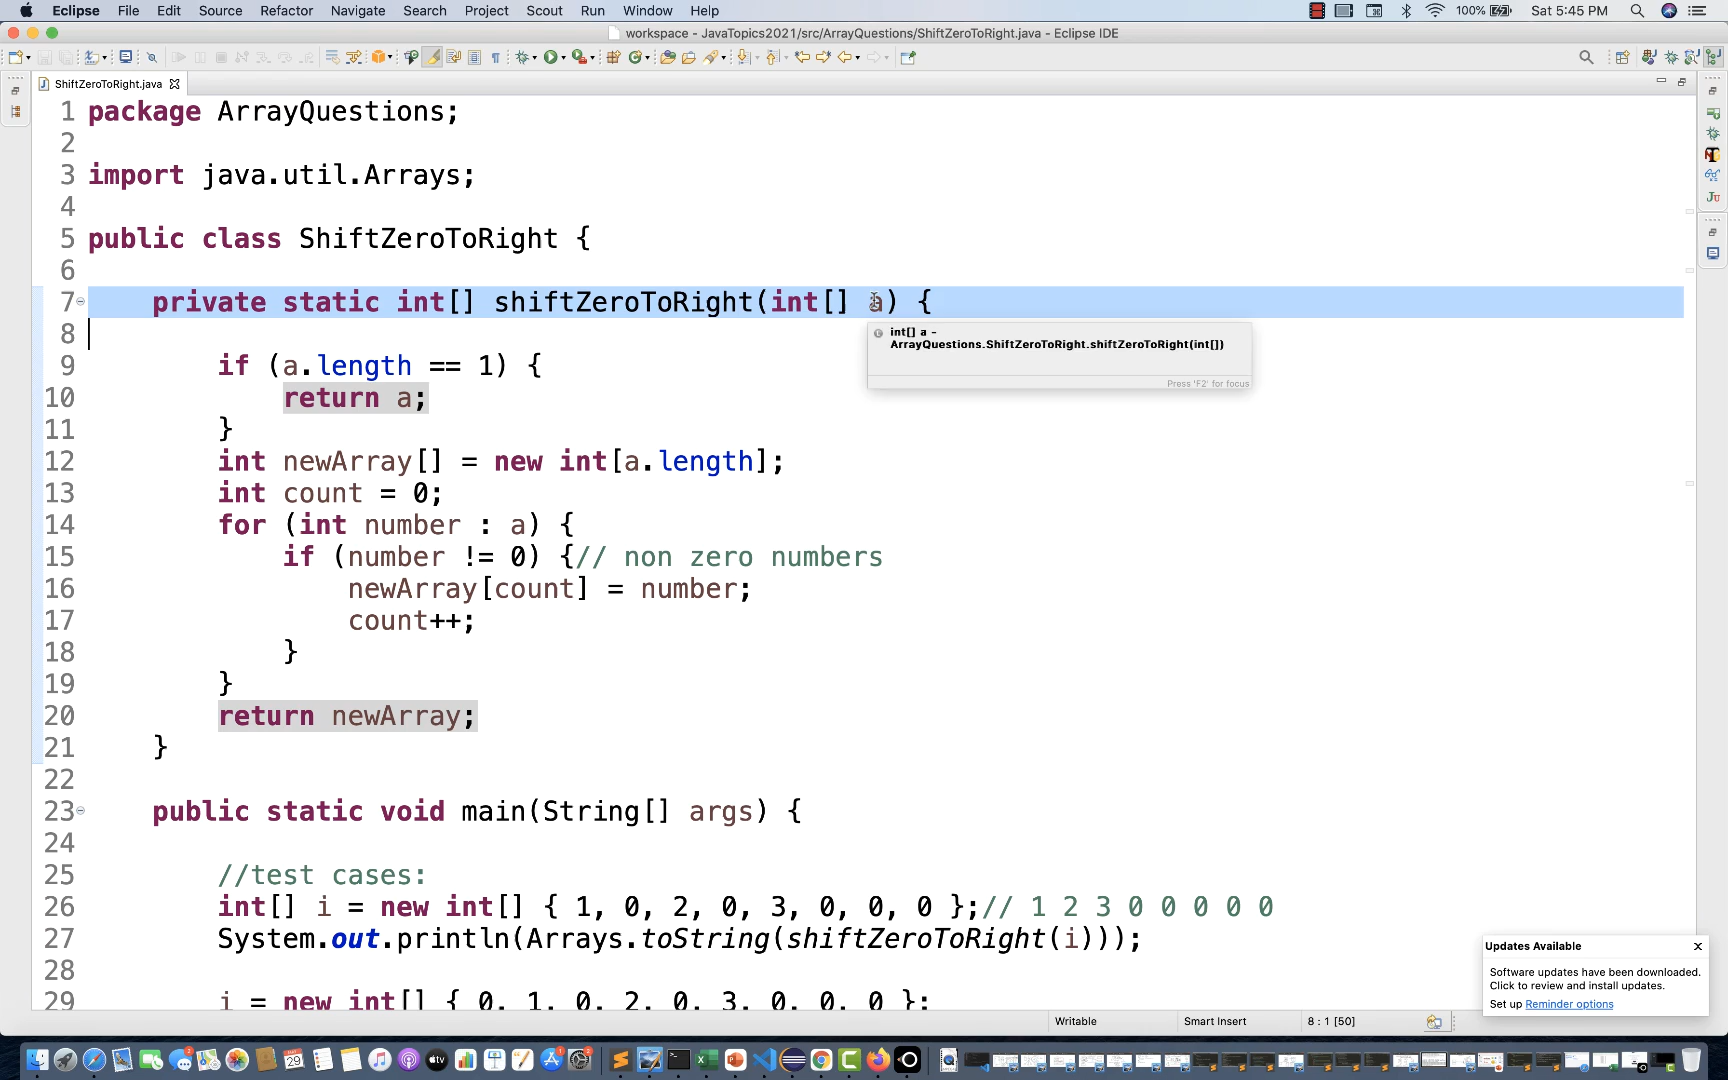 Eclipse File Edit Source Refactor Navigate Search Project Scout Run Window Help 100% Sat 5:45 PM
workspace - JavaTopics2021/src/ArrayQuestions/ShiftZeroToRight.java - Eclipse IDE
ShiftZeroToRight.java
1 package ArrayQuestions;
2
3 import java.util.Arrays;
4
5 public class ShiftZeroToRight {
6
7 private static int[] shiftZeroToRight(int[] a) {
8
int[] a -
ArrayQuestions.ShiftZeroToRight.shiftZeroToRight(int[])
Press 'F2' for focus
9 if (a.length == 1) {
10 return a;
11 }
12 int newArray[] = new int[a.length];
13 int count = 0;
14 for (int number : a) {
15 if (number != 0) {// non zero numbers
16 newArray[count] = number;
17 count++;
18 }
19 }
20 return newArray;
21 }
22
23 public static void main(String[] args) {
24
25 //test cases:
26 int[] i = new int[] { 1, 0, 2, 0, 3, 0, 0, 0 };// 1 2 3 0 0 0 0 0
27 System.out.println(Arrays.toString(shiftZeroToRight(i)));
28
29 i = new int[] { 0, 1, 0, 2, 0, 3, 0, 0, 0 };
Updates Available
Software updates have been downloaded.
Click to review and install updates.
Set up Reminder options
Writable Smart Insert 8 : 1 [50]